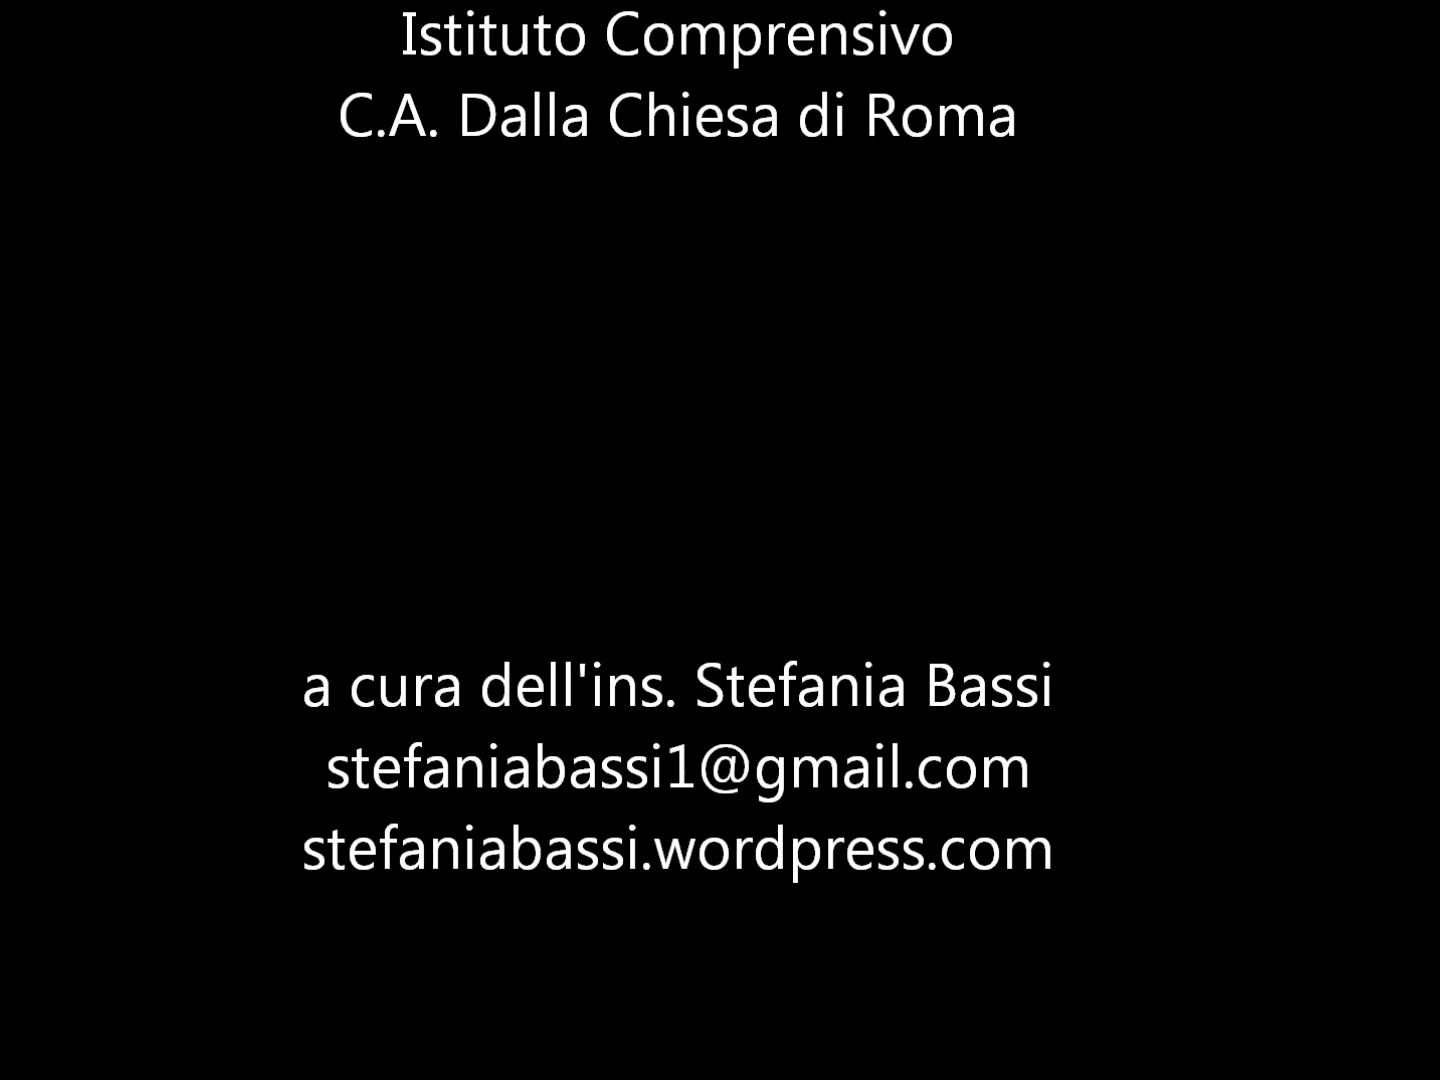 Istituto Comprensivo
C.A. Dalla Chiesa di Roma
a cura dell'ins. Stefania Bassi
stefaniabassi1@gmail.com
stefaniabassi.wordpress.com